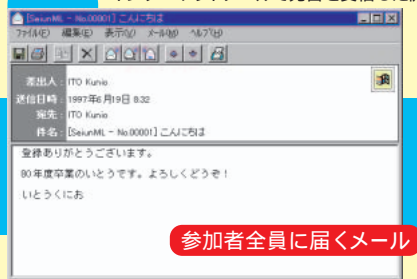 [SeiunML - No.00001] こんにちは
ファイル(F) 編集(E) 表示(V) メール(M) ヘルプ(H)
差出人： ITO Kunio
送信日時： 1997年6月19日 8:32
宛先： ITO Kunio
件名： [SeiunML - No.00001] こんにちは
登録ありがとうございます。
80年度卒業のいとうです。よろしくどうぞ！
いとうくにお
参加者全員に届くメール